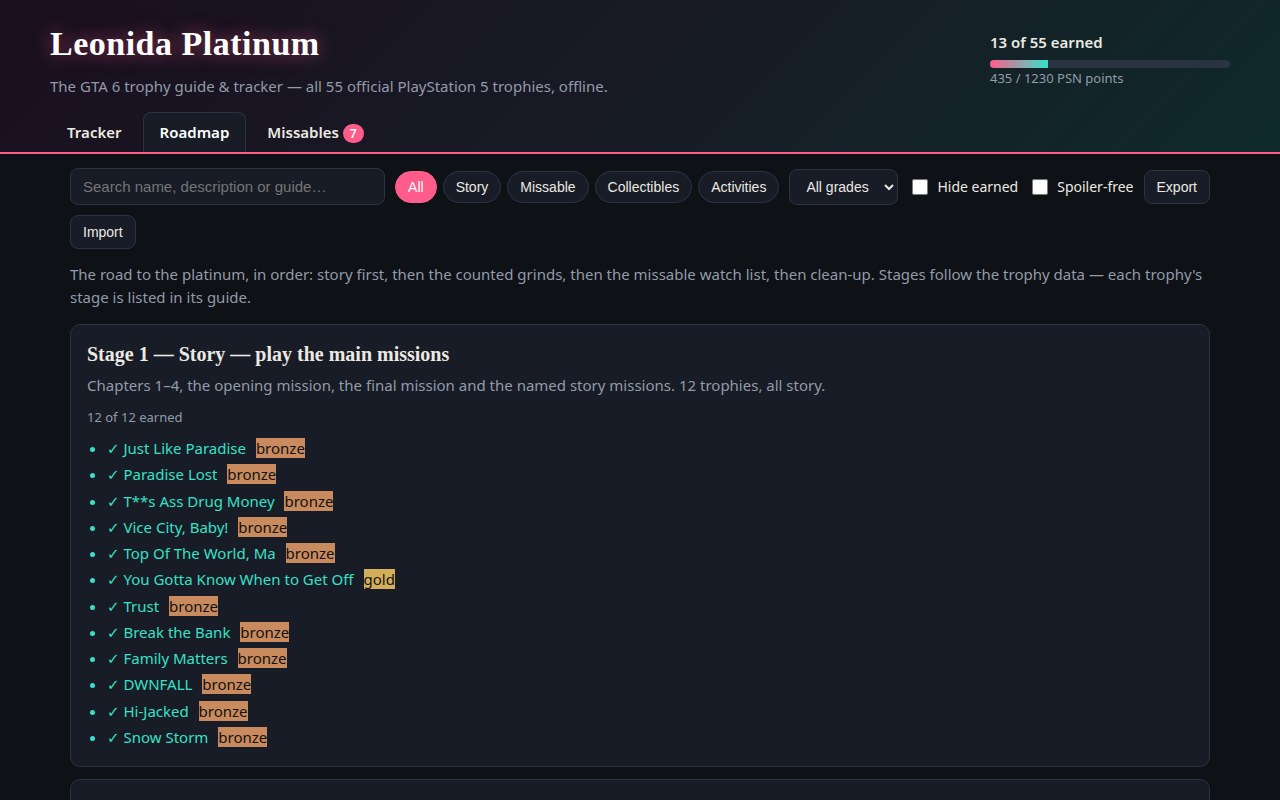 Leonida Platinum
The GTA 6 trophy guide & tracker — all 55 official PlayStation 5 trophies, offline.
13 of 55 earned
435 / 1230 PSN points
Tracker
Roadmap
Missables 7
Search name, description or guide…
All
Story
Missable
Collectibles
Activities
All grades
Hide earned
Spoiler-free
Export
Import
The road to the platinum, in order: story first, then the counted grinds, then the missable watch list, then clean-up. Stages follow the trophy data — each trophy's
stage is listed in its guide.
Stage 1 — Story — play the main missions
Chapters 1–4, the opening mission, the final mission and the named story missions. 12 trophies, all story.
12 of 12 earned
• ✓ Just Like Paradise bronze
• ✓ Paradise Lost bronze
• ✓ T**s Ass Drug Money bronze
• ✓ Vice City, Baby! bronze
• ✓ Top Of The World, Ma bronze
• ✓ You Gotta Know When to Get Off gold
• ✓ Trust bronze
• ✓ Break the Bank bronze
• ✓ Family Matters bronze
• ✓ DWNFALL bronze
• ✓ Hi-Jacked bronze
• ✓ Snow Storm bronze